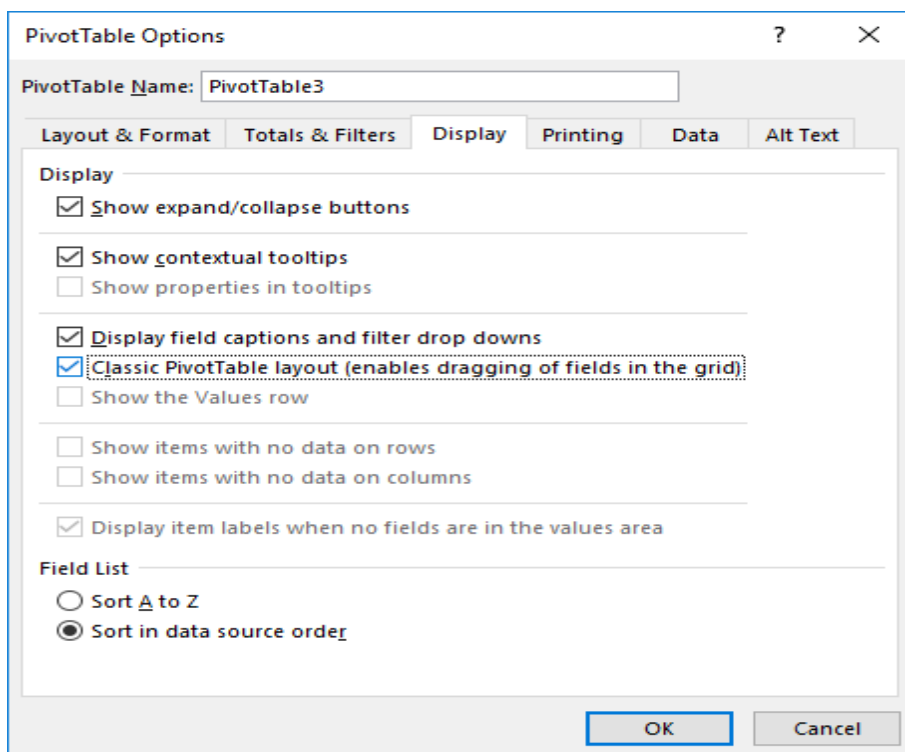 PivotTable Options ?
PivotTable Name: PivotTable3
Layout & Format Totals & Filters Display Printing Data Alt Text
Display
Show expand/collapse buttons
Show contextual tooltips
Show properties in tooltips
Display field captions and filter drop downs
Classic PivotTable layout (enables dragging of fields in the grid)
Show the Values row
Show items with no data on rows
Show items with no data on columns
Display item labels when no fields are in the values area
Field List
Sort A to Z
Sort in data source order
OK Cancel